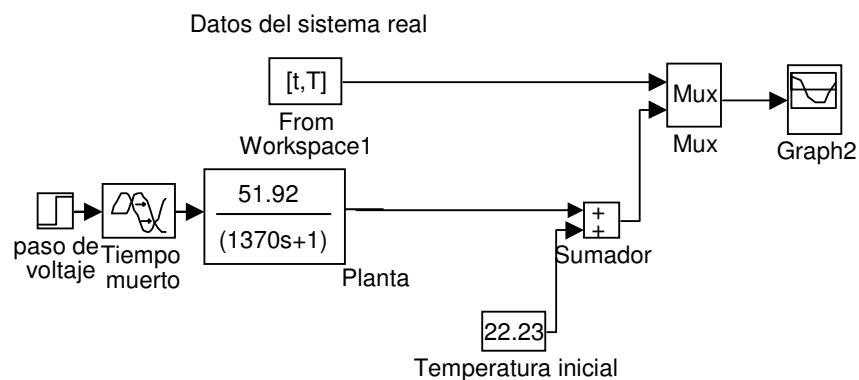 Datos del sistema real
[t,T]
From
Workspace1
Mux
Mux
Graph2
51.92
(1370s+1)
Planta
paso de
voltaje
Tiempo
muerto
+
+
Sumador
22.23
Temperatura inicial